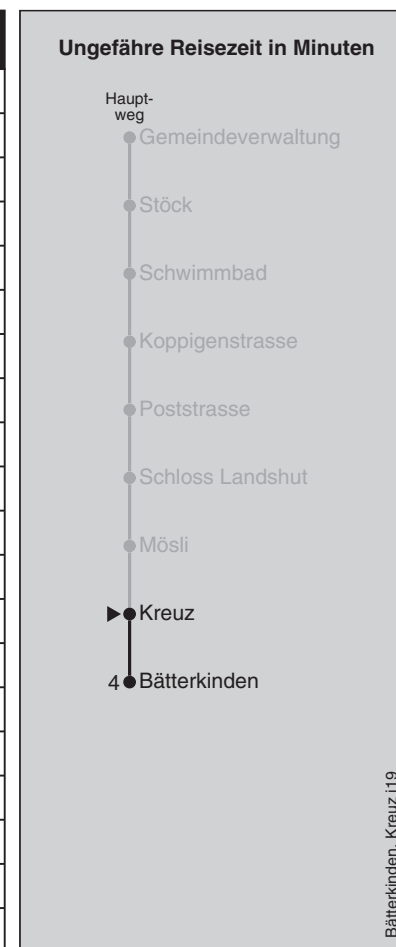 Ungefähre Reisezeit in Minuten
Haupt-
weg
Gemeindeverwaltung
Stöck
Schwimmbad
Koppigenstrasse
Poststrasse
Schloss Landshut
Mösli
Kreuz
4 Bätterkinden
Bätterkinden, Kreuz j19